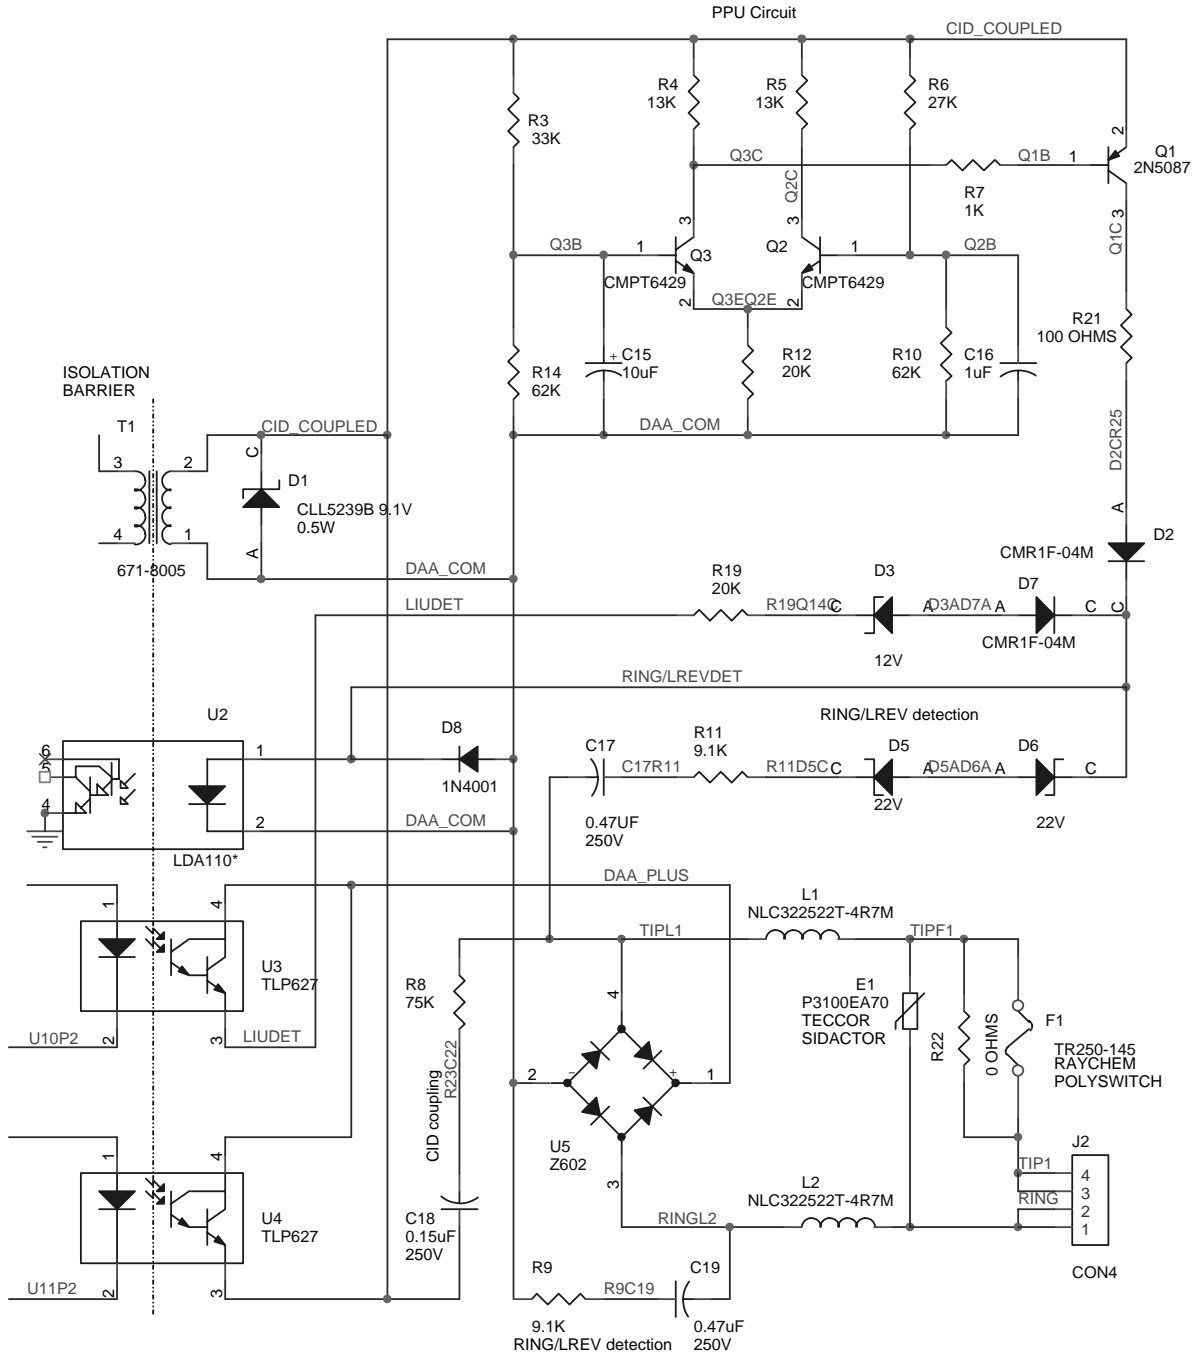 PPU Circuit
CID_COUPLED
R3
33K
R4
13K
R5
13K
R6
27K
2
Q3C
Q1B
1
Q1
2N5087
R7
1K
Q2C
3
3
3
Q1C
Q3B
1
Q3
Q2
1
Q2B
CMPT6429
CMPT6429
2
Q3EQ2E
2
R21
100 OHMS
R14
62K
+
C15
10uF
R12
20K
R10
62K
C16
1uF
DAA_COM
D2CR25
ISOLATION
BARRIER
T1
CID_COUPLED
3
2
C
D1
CLL5239B 9.1V
0.5W
4
1
A
671-8005
DAA_COM
A
D2
CMR1F-04M
R19
20K
D3
D7
LIUDET
R19Q14C
C
A
D3AD7A
A
C
C
12V
CMR1F-04M
RING/LREVDET
RING/LREV detection
U2
6
5
4
1
2
D8
1N4001
C17
C17R11
R11
9.1K
R11D5C
C
D5
A
D5AD6A
A
D6
C
22V
22V
0.47UF
250V
DAA_COM
LDA110*
DAA_PLUS
1
4
U3
TLP627
U10P2
2
3
LIUDET
L1
NLC322522T-4R7M
TIPL1
TIPF1
R8
75K
4
E1
P3100EA70
TECCOR
SIDACTOR
R22
0 OHMS
F1
TR250-145
RAYCHEM
POLYSWITCH
R23C22
CID coupling
2
-
+
1
U5
Z602
3
1
4
U4
TLP627
U11P2
2
3
C18
0.15uF
250V
L2
NLC322522T-4R7M
RINGL2
J2
TIP1
RING
4
3
2
1
CON4
R9
R9C19
C19
9.1K
0.47uF
RING/LREV detection
250V